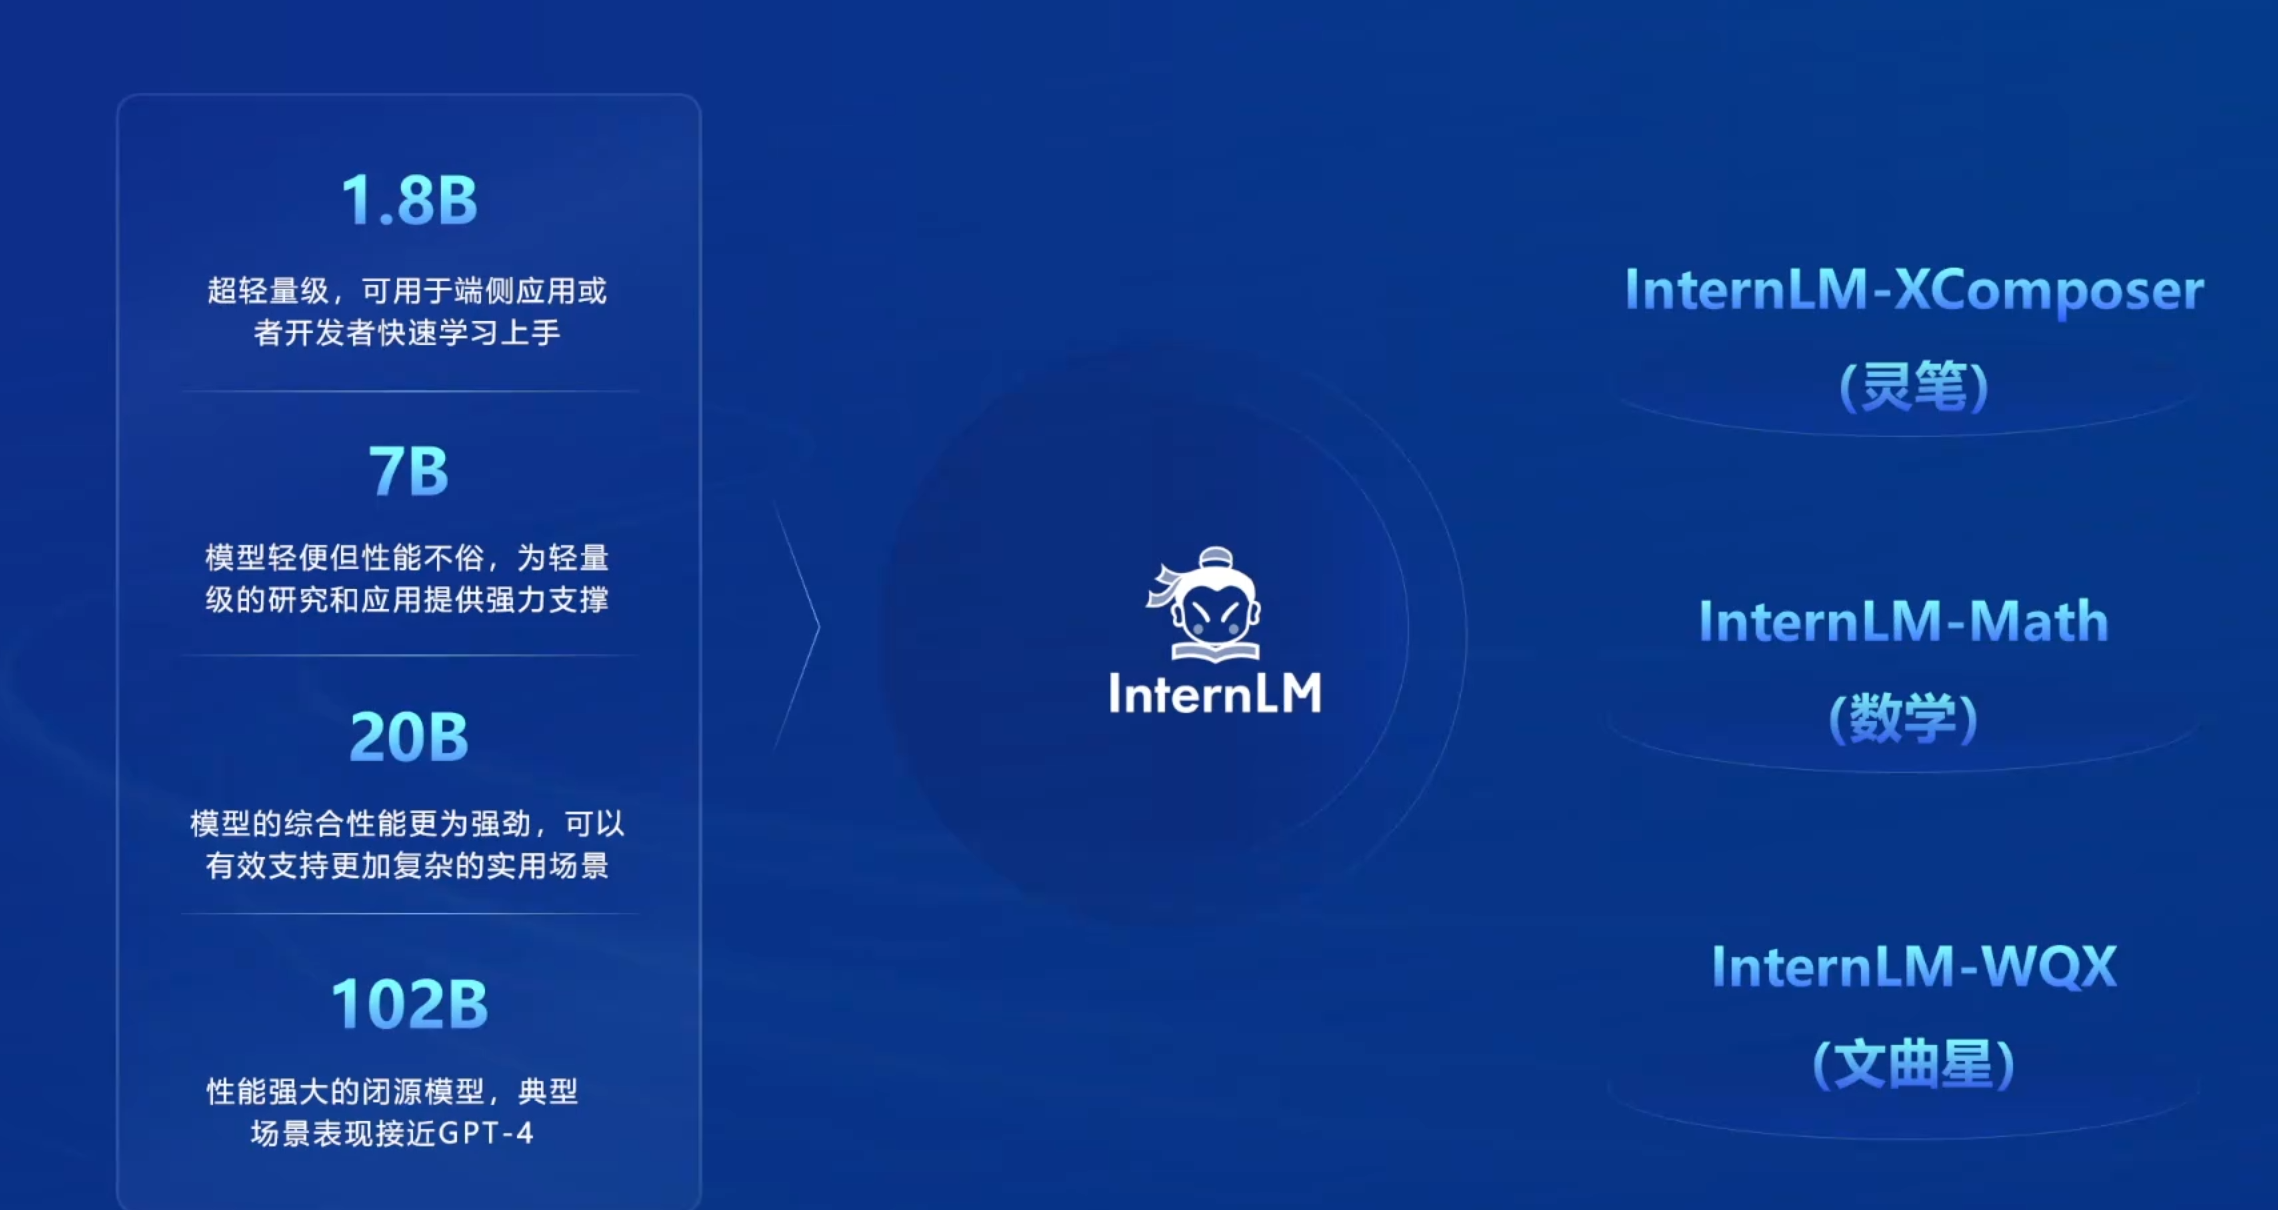 1.8B
超轻量级，可用于端侧应用或
者开发者快速学习上手
7B
模型轻便但性能不俗，为轻量
级的研究和应用提供强力支撑
20B
模型的综合性能更为强劲，可以
有效支持更加复杂的实用场景
102B
性能强大的闭源模型，典型
场景表现接近GPT-4
InternLM
InternLM-XComposer
(灵笔)
InternLM-Math
(数学)
InternLM-WQX
(文曲星)